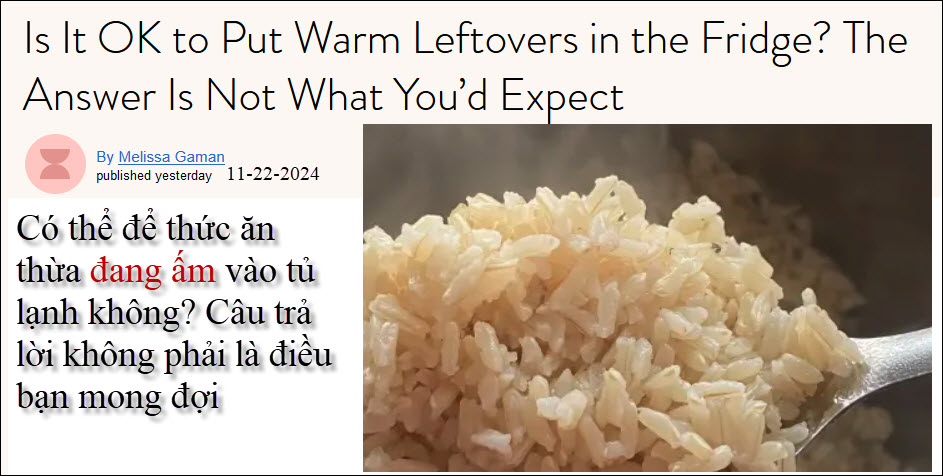 Is It OK to Put Warm Leftovers in the Fridge? The
Answer Is Not What You’d Expect
By Melissa Gaman
published yesterday 11-22-2024
Có thể để thức ăn
thừa đang ấm vào tủ
lạnh không? Câu trả
lời không phải là điều
bạn mong đợi